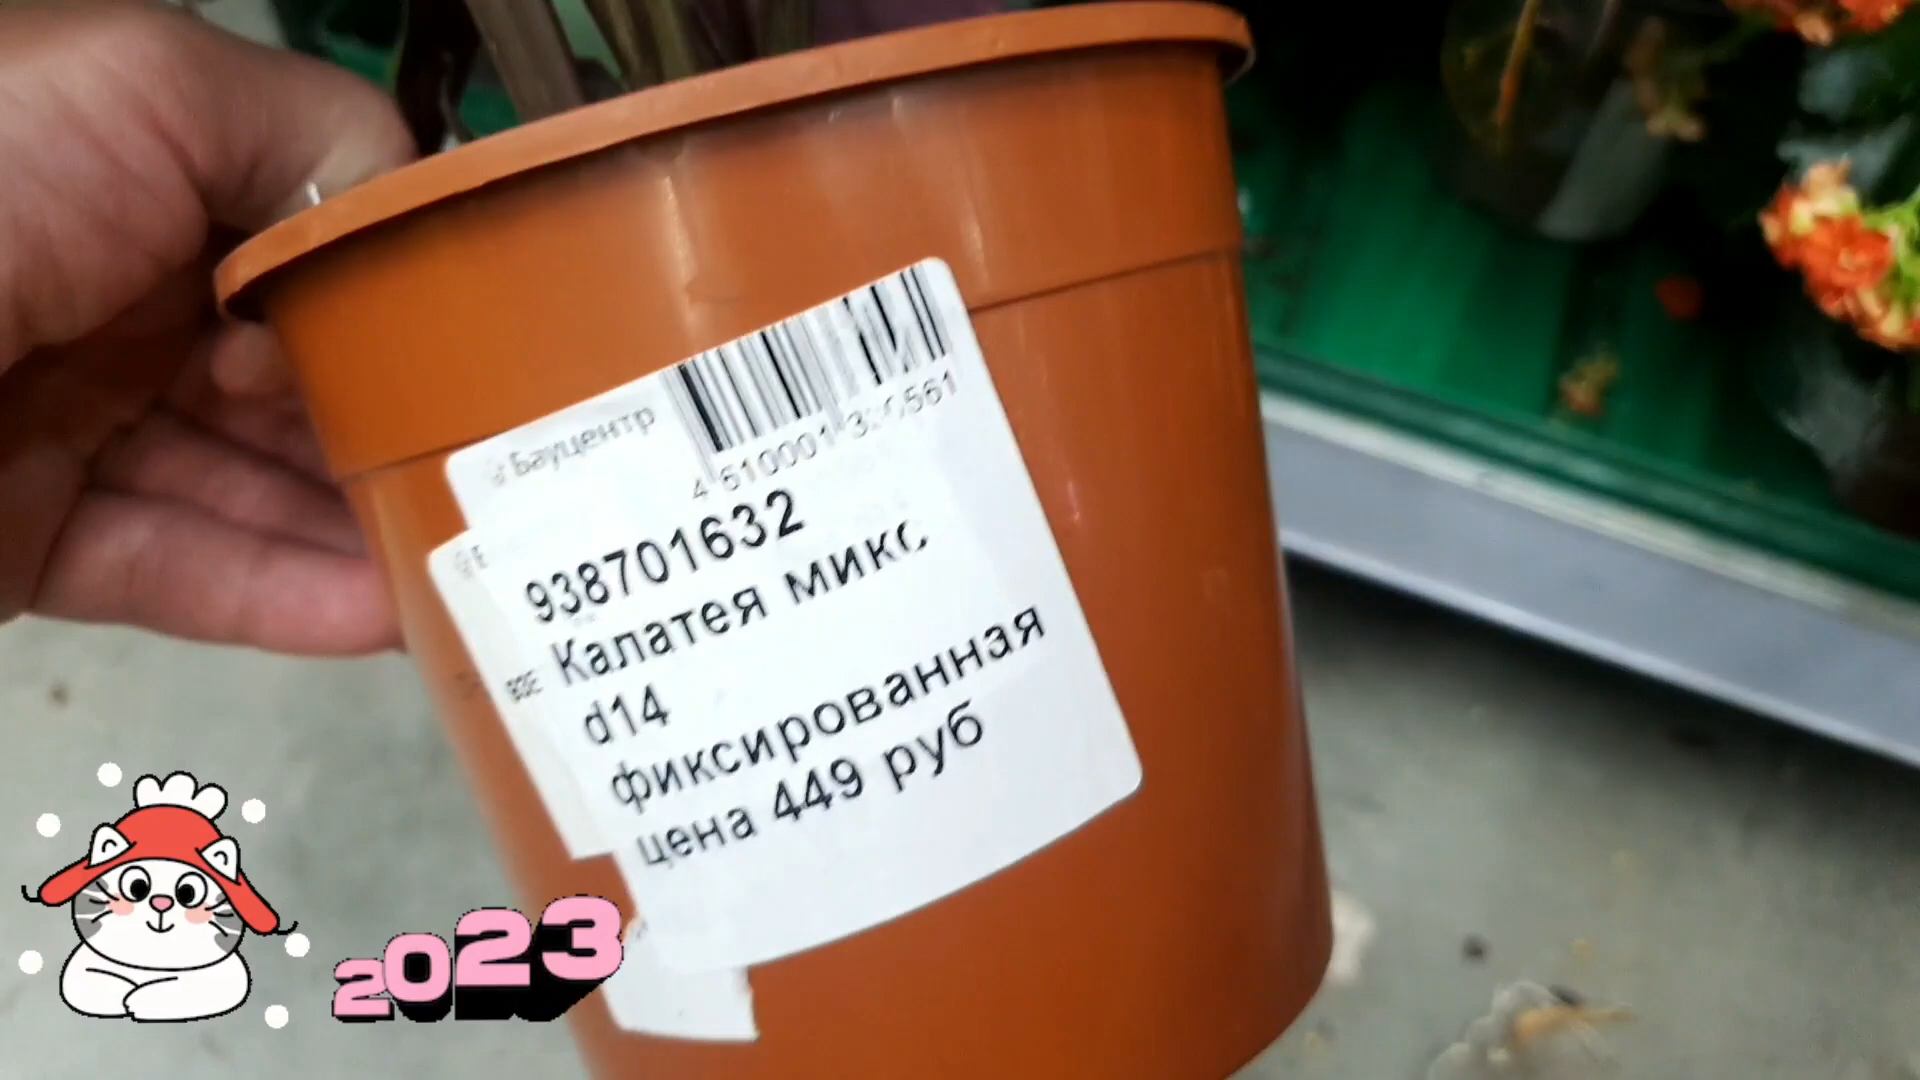 Бауцентр
938701632
Калатея микс
d14
фиксированная
цена 449 руб
2023